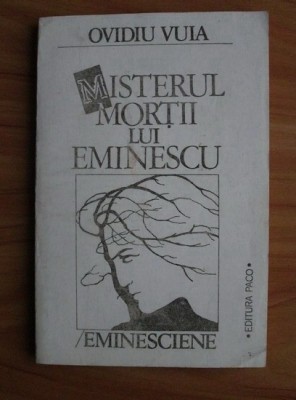 OVIDIU VUIA
MISTERUL
MORȚII
LUI
EMINESCU
/EMINESCIENE
• EDITURA PACO •